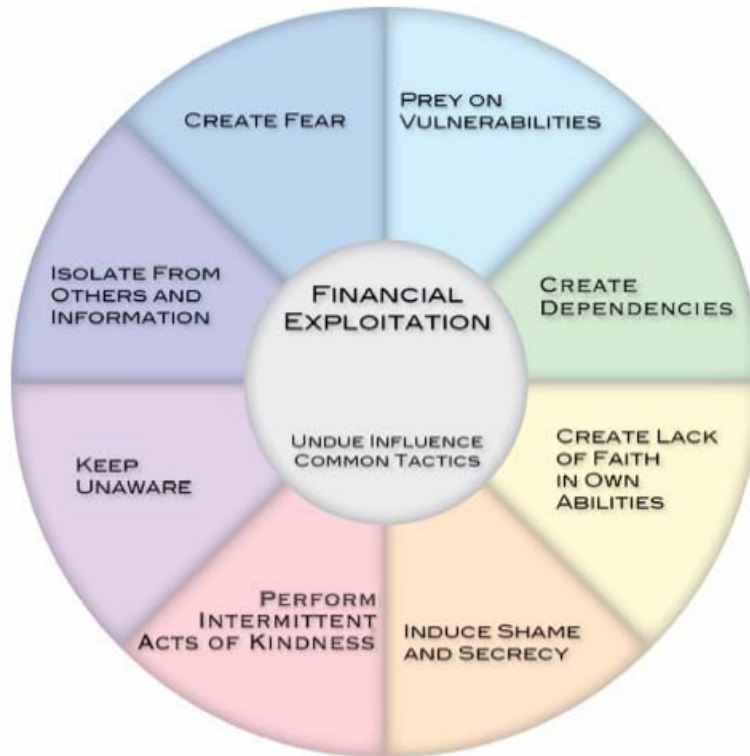 FINANCIAL
EXPLOITATION
UNDUE INFLUENCE
COMMON TACTICS
PREY ON
VULNERABILITIES
CREATE
DEPENDENCIES
CREATE LACK
OF FAITH
IN OWN
ABILITIES
INDUCE SHAME
AND SECRECY
PERFORM
INTERMITTENT
ACTS OF KINDNESS
KEEP
UNAWARE
ISOLATE FROM
OTHERS AND
INFORMATION
CREATE FEAR